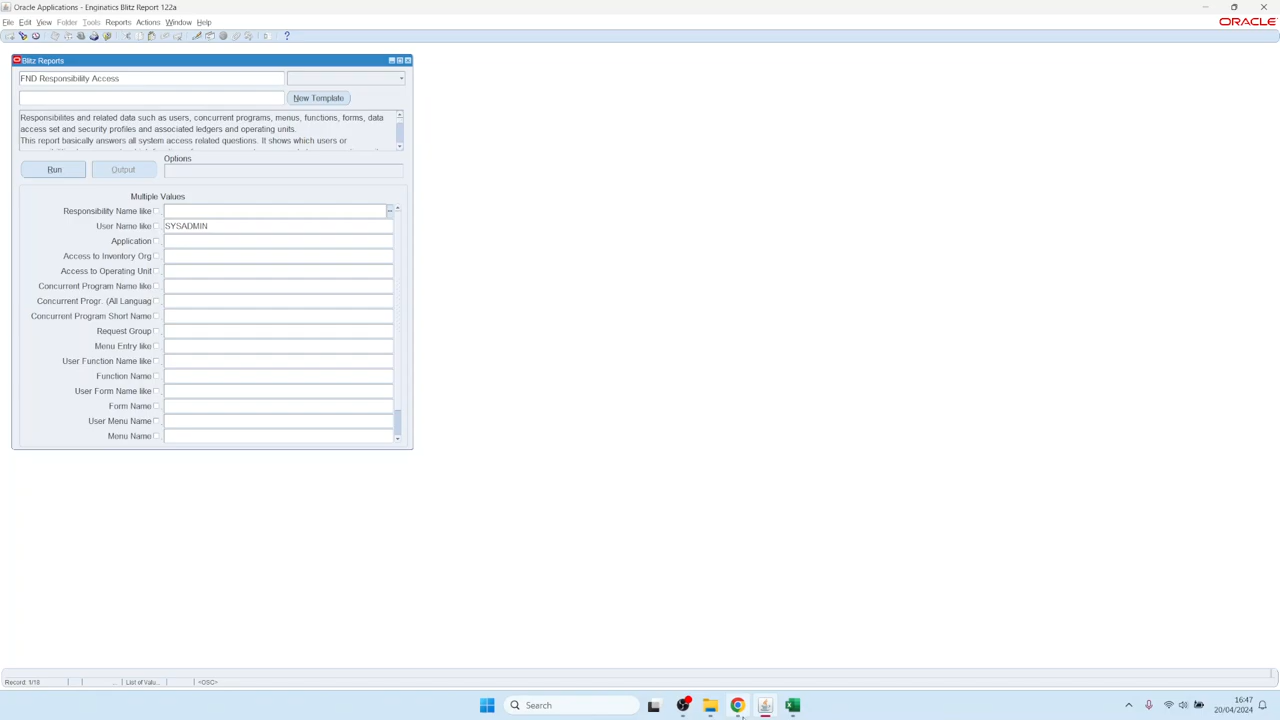 Oracle Applications - Enginatics Blitz Report 122a
File Edit View Folder Tools Reports Actions Window Help
ORACLE
Blitz Reports
FND Responsibility Access
New Template
Responsibilites and related data such as users, concurrent programs, menus, functions, forms, data
access set and security profiles and associated ledgers and operating units.
This report basically answers all system access related questions. It shows which users or
Options
Run Output
Multiple Values
Responsibility Name like
User Name like SYSADMIN
Application
Access to Inventory Org
Access to Operating Unit
Concurrent Program Name like
Concurrent Progr. (All Languag
Concurrent Program Short Name
Request Group
Menu Entry like
User Function Name like
Function Name
User Form Name like
Form Name
User Menu Name
Menu Name
Record: 1/18 ... List of Valu... <OSC>
Search
16:47
20/04/2024